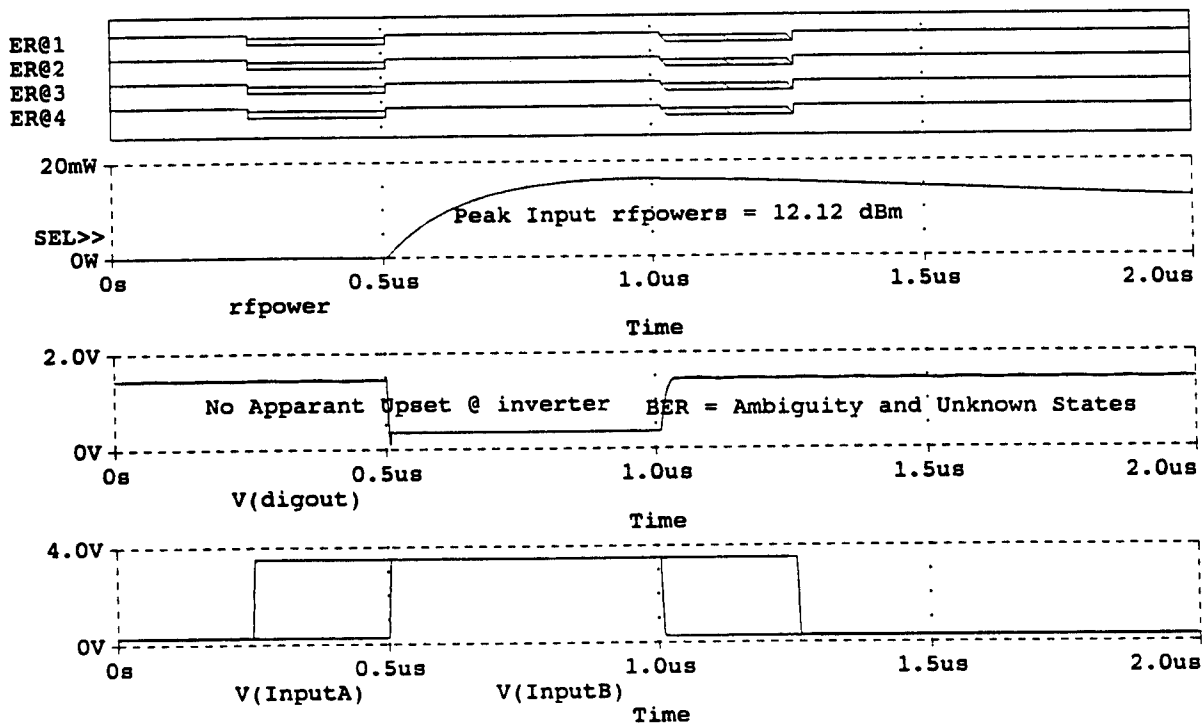 ER@1
ER@2
ER@3
ER@4
20mW
Peak Input rfpowers = 12.12 dBm
SEL>>
0W
0s 0.5us 1.0us 1.5us 2.0us
rfpower
Time
2.0V
No Apparant Upset @ inverter BER = Ambiguity and Unknown States
0V
0s 0.5us 1.0us 1.5us 2.0us
V(digout)
Time
4.0V
0V
0s 0.5us 1.0us 1.5us 2.0us
V(InputA) V(InputB)
Time